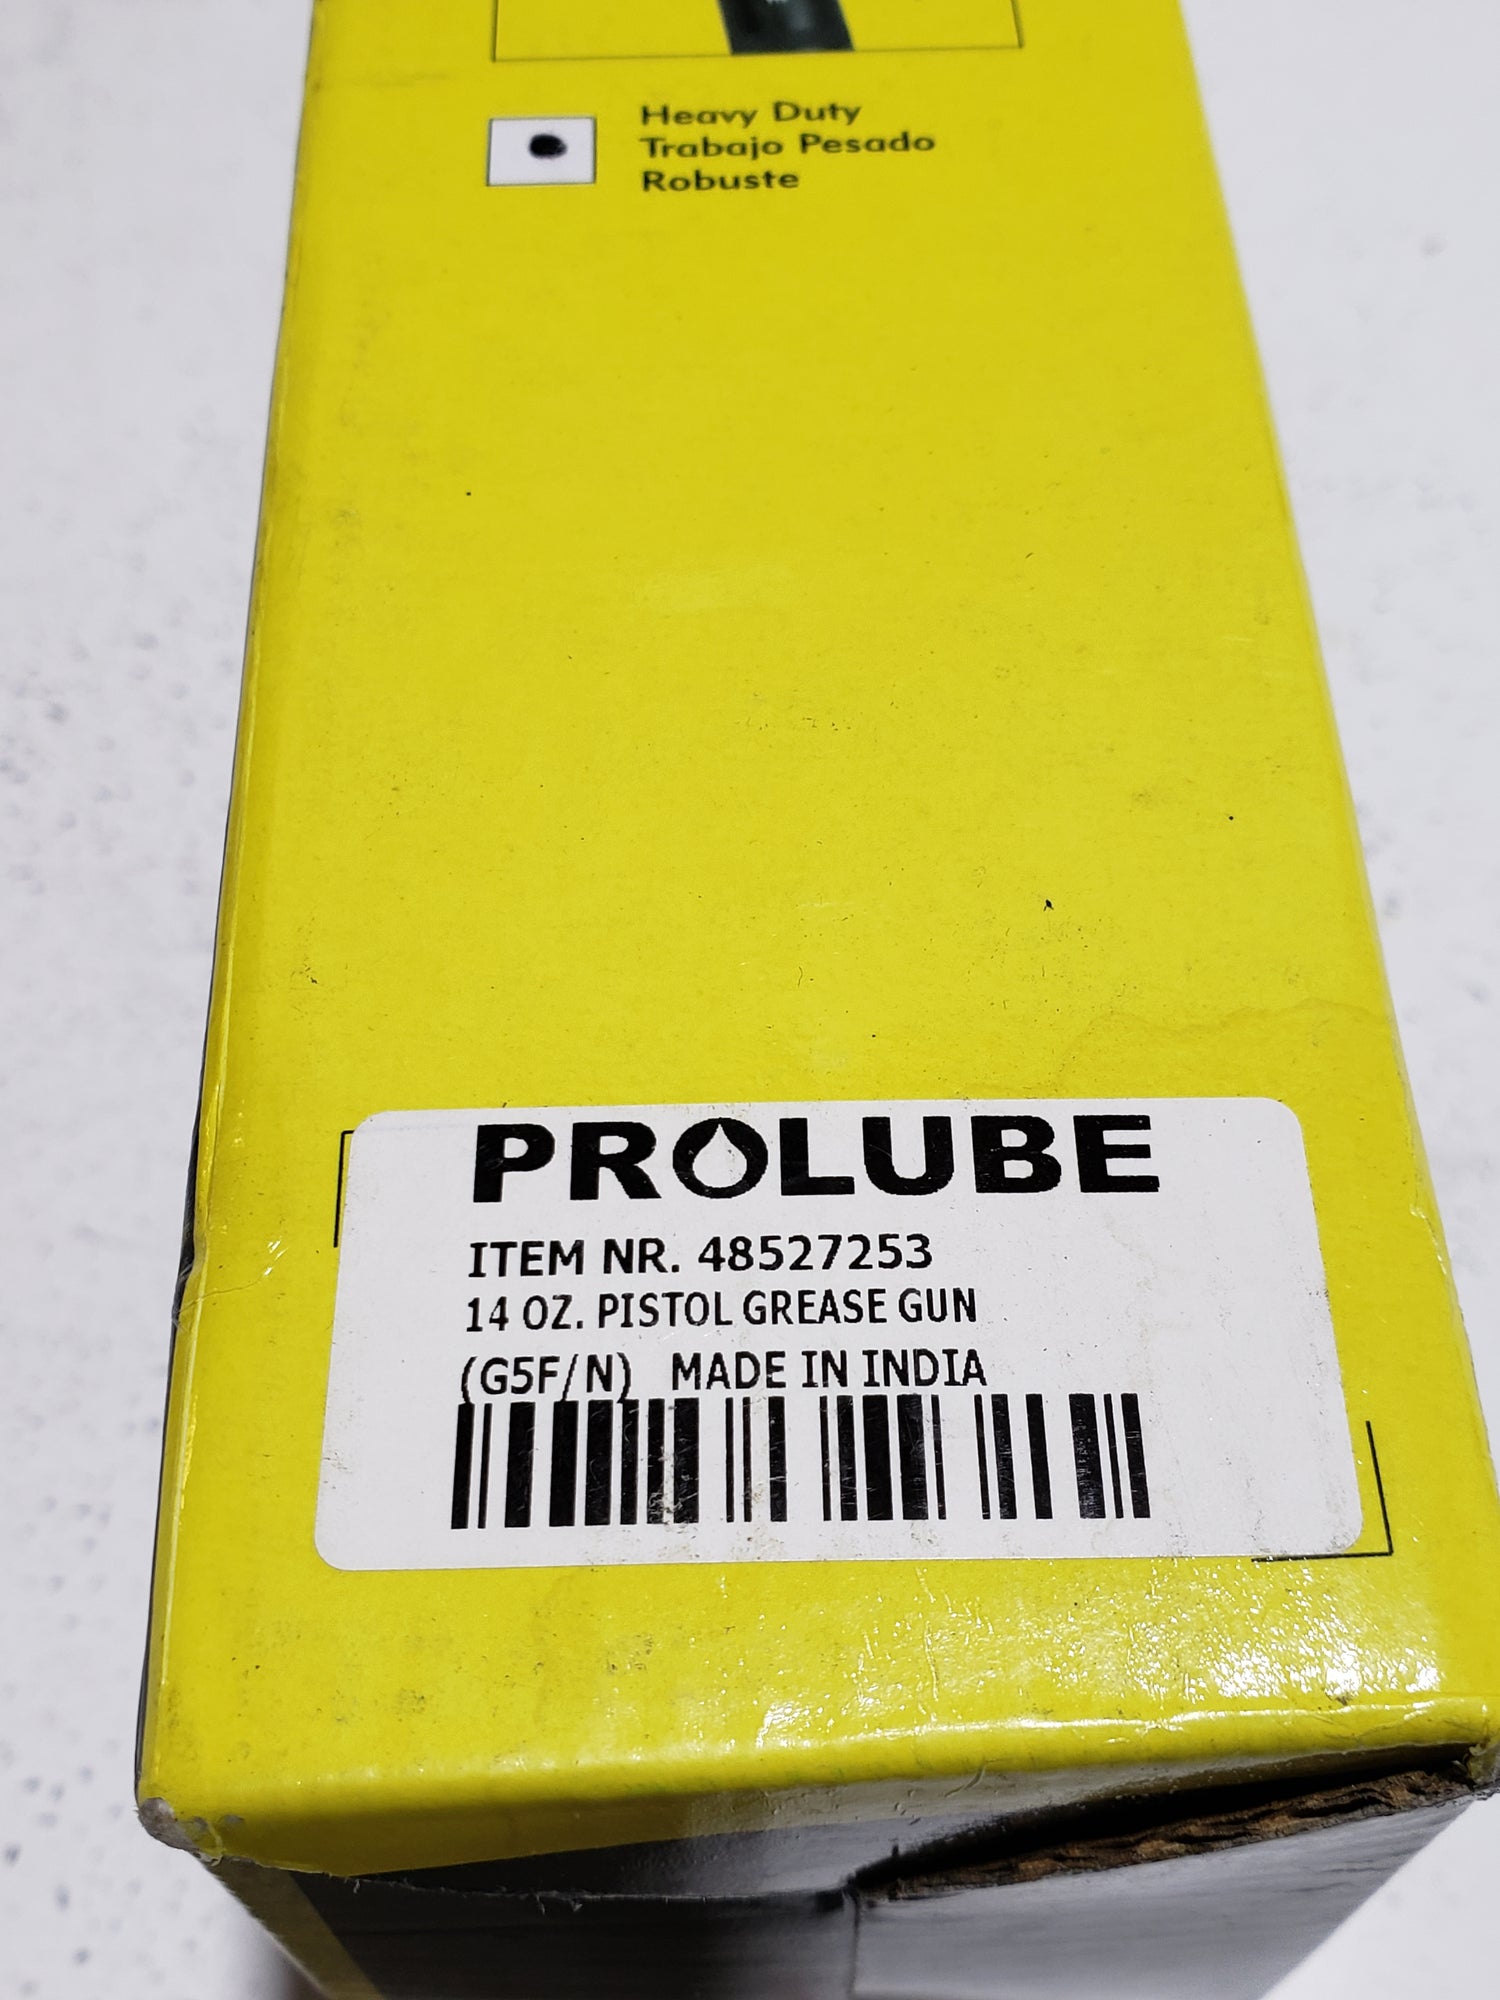 Heavy Duty
Trabajo Pesado
Robuste
PROLUBE
ITEM NR. 48527253
14 OZ. PISTOL GREASE GUN
(G5F/N) MADE IN INDIA